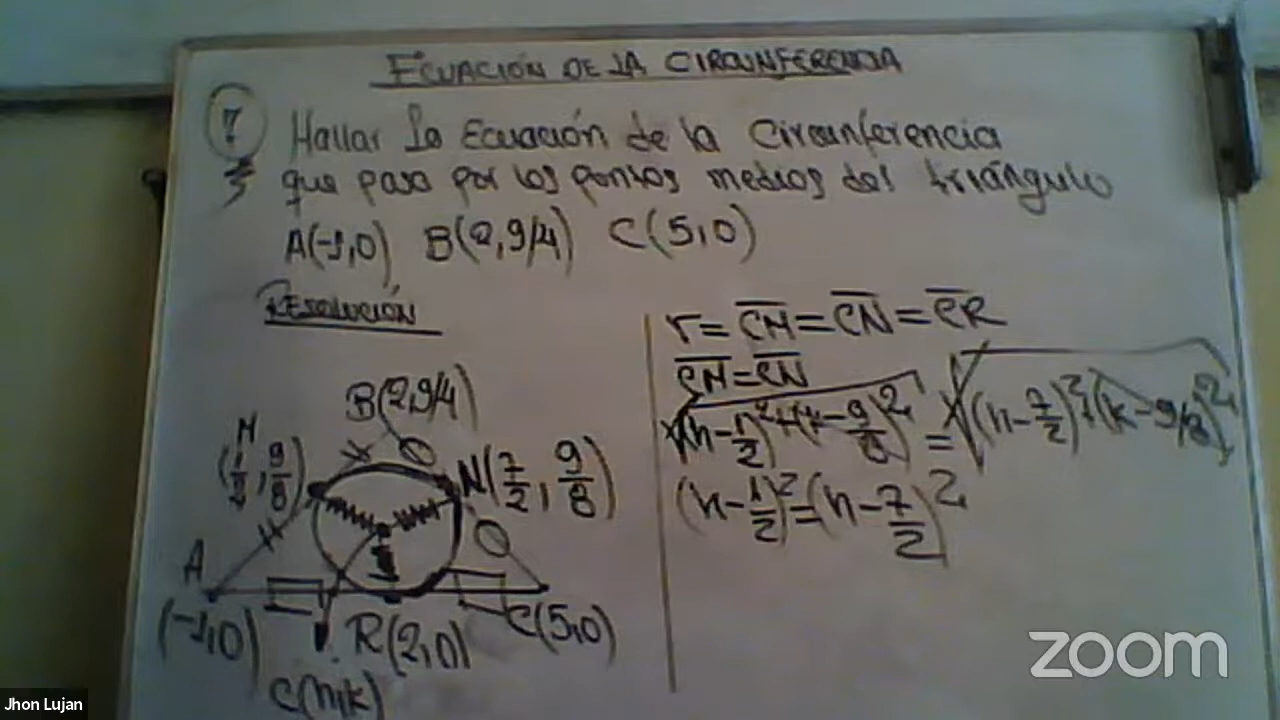 ECUACIÓN DE LA CIRCUNFERENCIA
7 Hallar la Ecuación de la Circunferencia
que pasa por los puntos medios del triángulo
A(-1,0) B(2,9/4) C(5,0)
RESOLUCIÓN
B(2,9/4)
M
(1/2, 9/8)
N(7/2, 9/8)
A
(-1,0)
R(2,0)
C(5,0)
C(h,k)
r = CM = CN = CR
CM = CN
√(h-1/2)²+(k-9/8)² = √(h-7/2)²+(k-9/8)²
(h-1/2)² = (h-7/2)²
zoom
Jhon Lujan